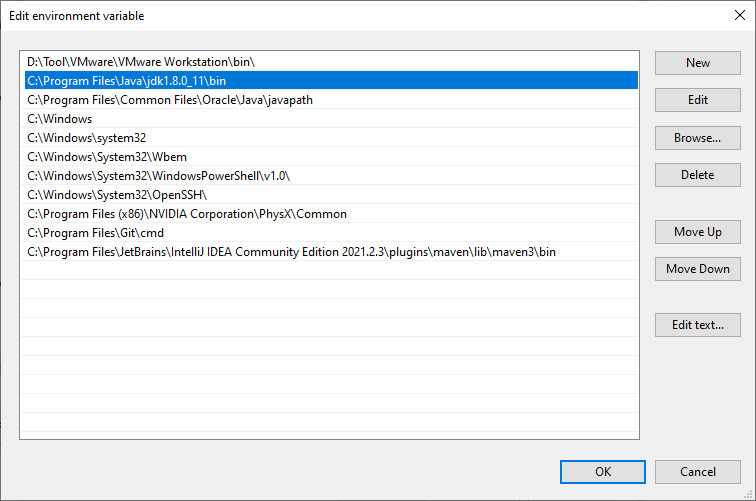 Edit environment variable
D:\Tool\VMware\VMware Workstation\bin\
C:\Program Files\Java\jdk1.8.0_11\bin
C:\Program Files\Common Files\Oracle\Java\javapath
C:\Windows
C:\Windows\system32
C:\Windows\System32\Wbem
C:\Windows\System32\WindowsPowerShell\v1.0\
C:\Windows\System32\OpenSSH\
C:\Program Files (x86)\NVIDIA Corporation\PhysX\Common
C:\Program Files\Git\cmd
C:\Program Files\JetBrains\IntelliJ IDEA Community Edition 2021.2.3\plugins\maven\lib\maven3\bin
New
Edit
Browse...
Delete
Move Up
Move Down
Edit text...
OK
Cancel